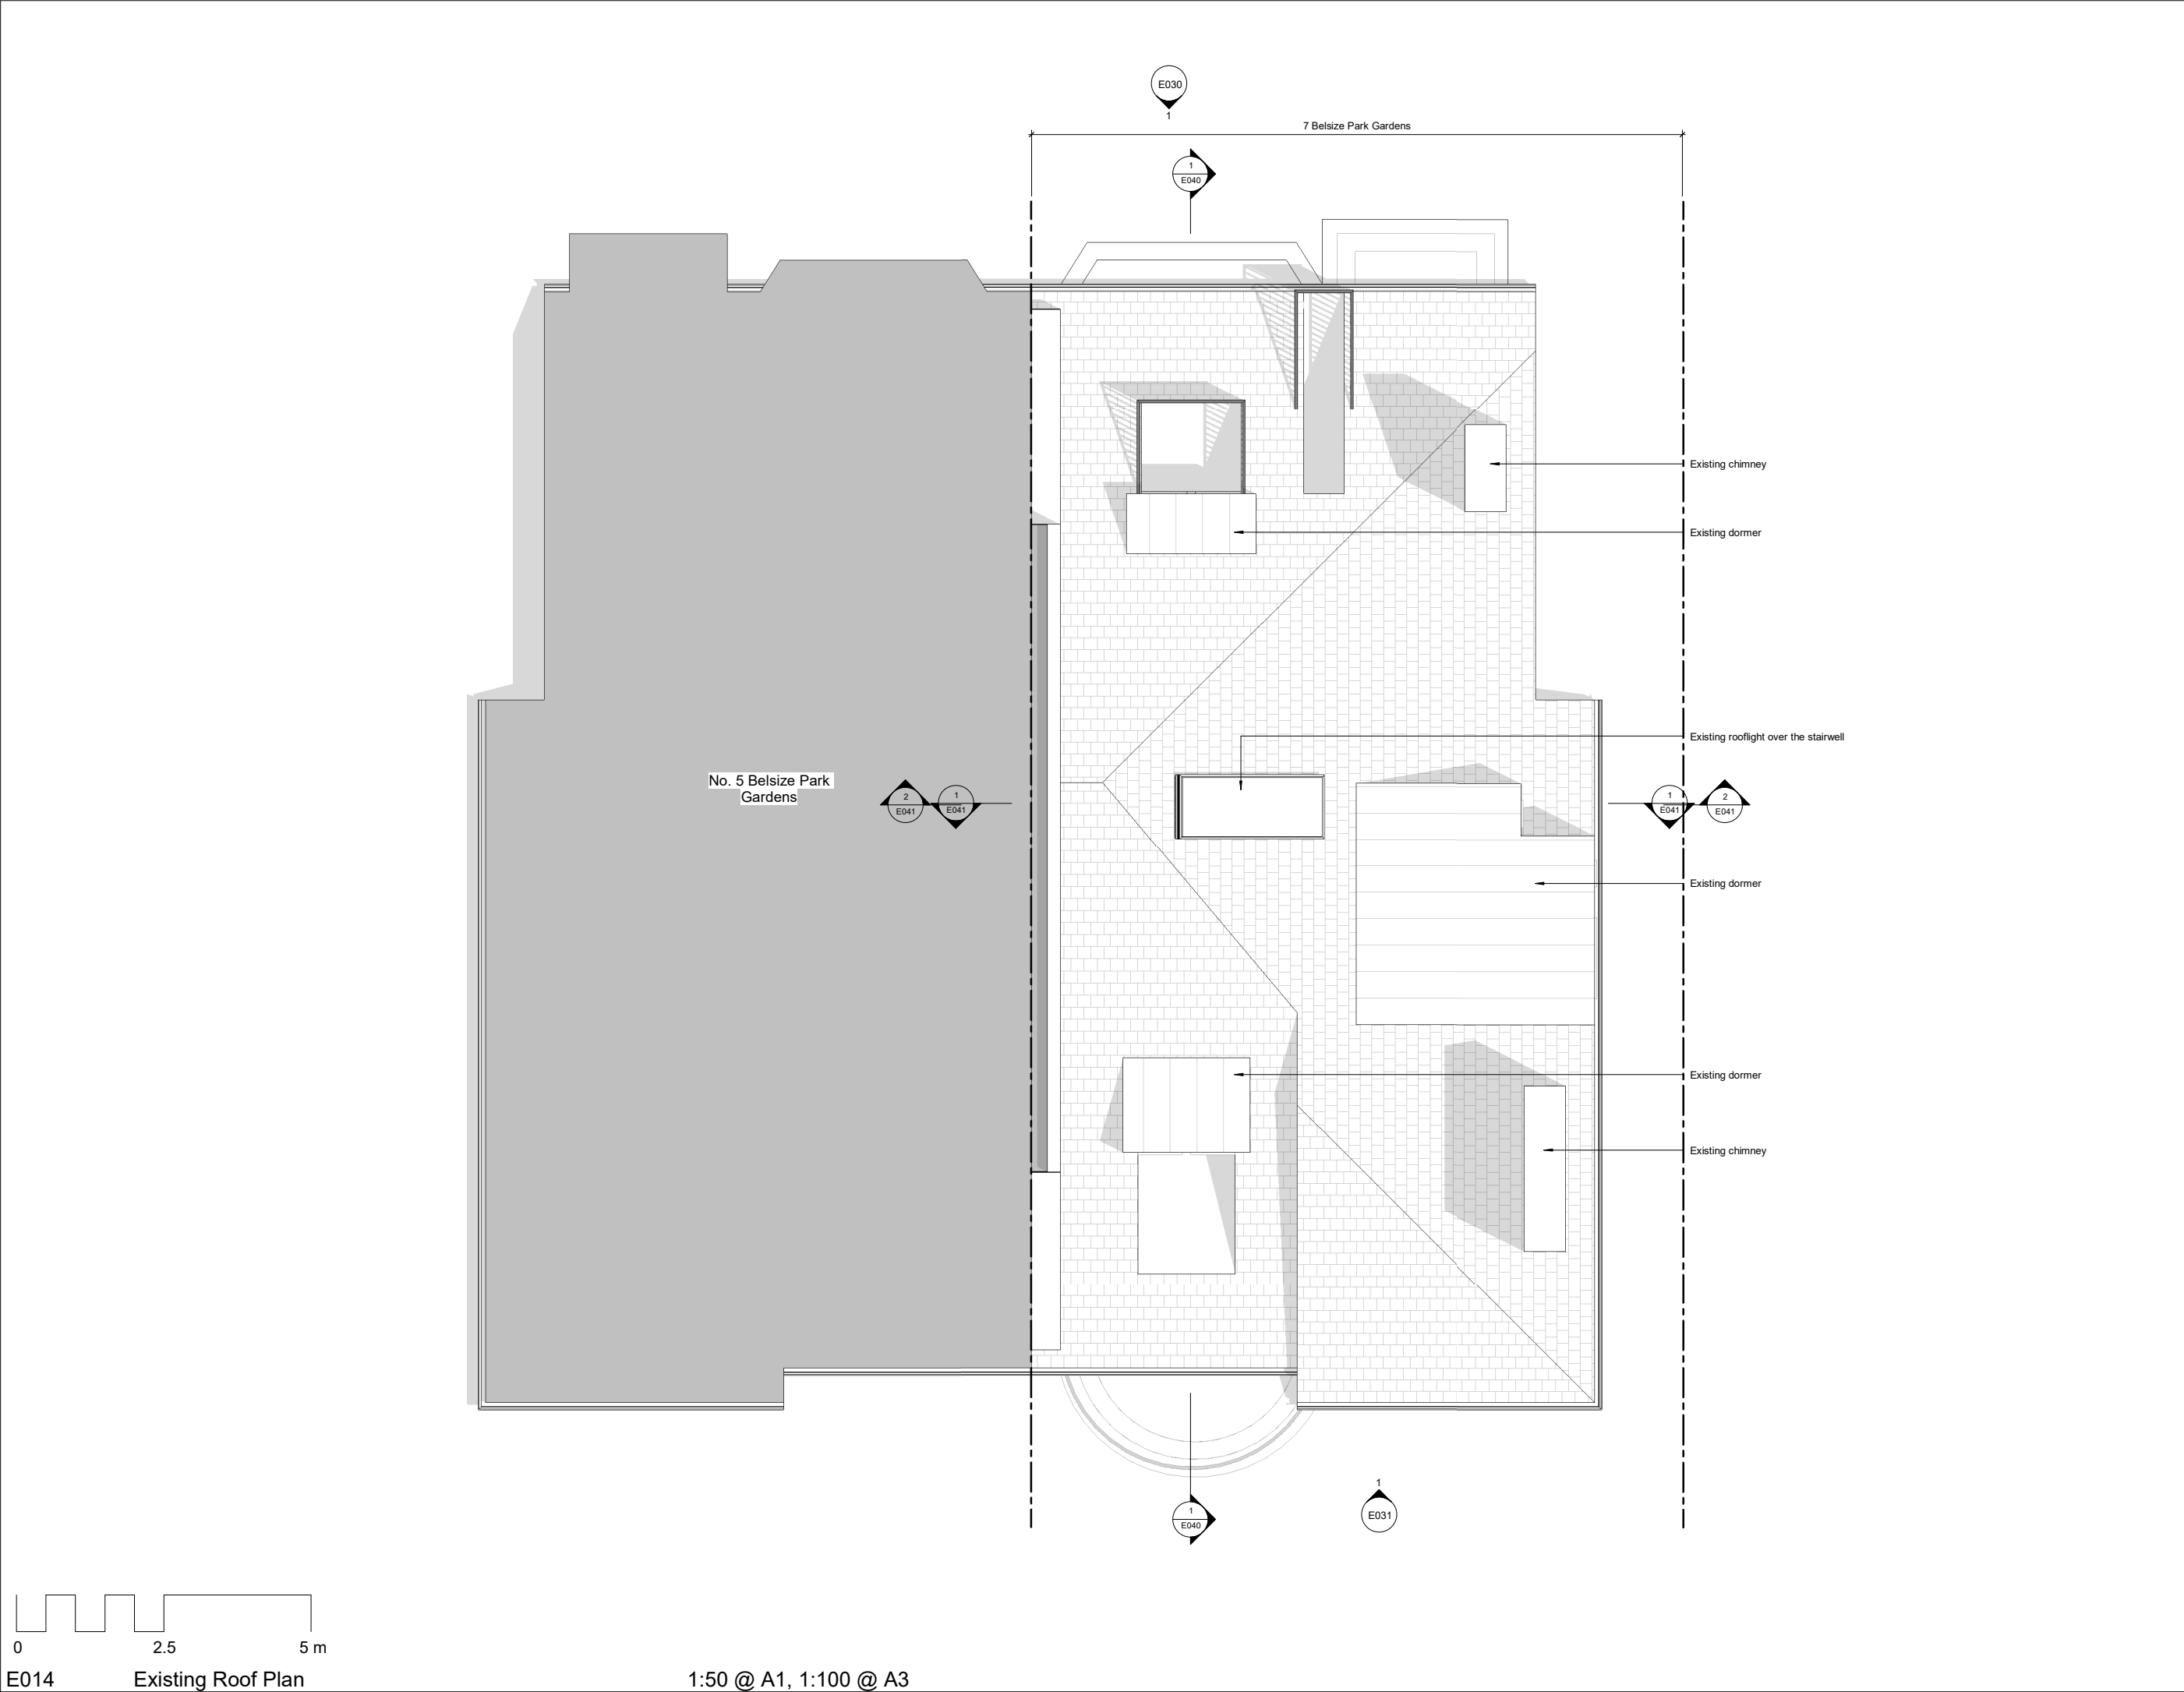 E030
1
7 Belsize Park Gardens
1
E040
Existing chimney
Existing dormer
Existing rooflight over the stairwell
No. 5 Belsize Park
Gardens
2
E041
1
E041
1
E041
2
E041
Existing dormer
Existing dormer
Existing chimney
1
E040
1
E031
0
2.5
5 m
E014
Existing Roof Plan
1:50 @ A1, 1:100 @ A3